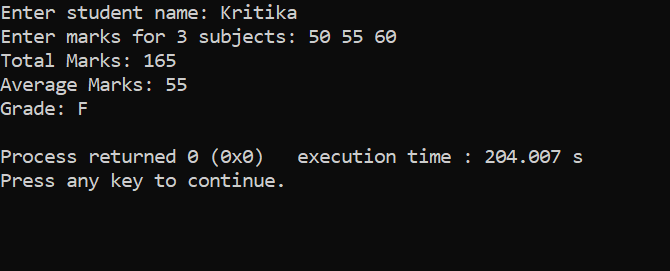 Enter student name: Kritika
Enter marks for 3 subjects: 50 55 60
Total Marks: 165
Average Marks: 55
Grade: F
Process returned 0 (0x0)   execution time : 204.007 s
Press any key to continue.